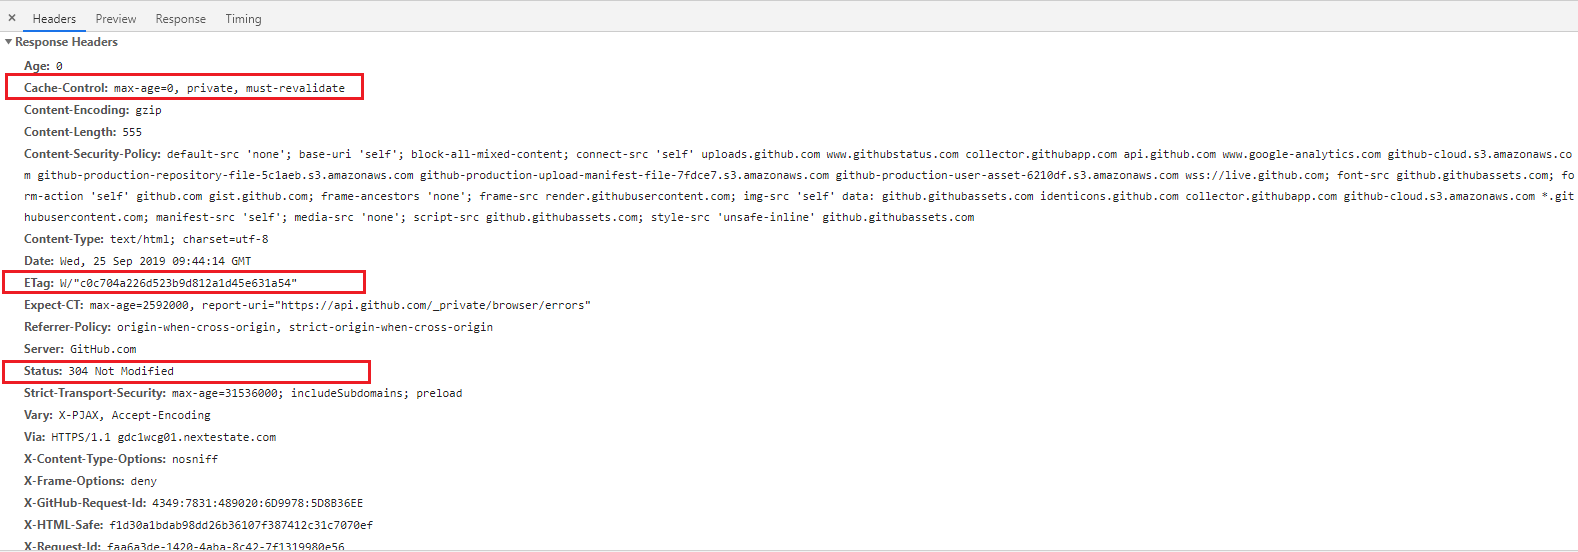 × Headers Preview Response Timing
▼Response Headers
Age: 0
Cache-Control: max-age=0, private, must-revalidate
Content-Encoding: gzip
Content-Length: 555
Content-Security-Policy: default-src 'none'; base-uri 'self'; block-all-mixed-content; connect-src 'self' uploads.github.com www.githubstatus.com collector.githubapp.com api.github.com www.google-analytics.com github-cloud.s3.amazonaws.co
m github-production-repository-file-5c1aeb.s3.amazonaws.com github-production-upload-manifest-file-7fdce7.s3.amazonaws.com github-production-user-asset-6210df.s3.amazonaws.com wss://live.github.com; font-src github.githubassets.com; fo
rm-action 'self' github.com gist.github.com; frame-ancestors 'none'; frame-src render.githubusercontent.com; img-src 'self' data: github.githubassets.com identicons.github.com collector.githubapp.com github-cloud.s3.amazonaws.com *.git
hubusercontent.com; manifest-src 'self'; media-src 'none'; script-src github.githubassets.com; style-src 'unsafe-inline' github.githubassets.com
Content-Type: text/html; charset=utf-8
Date: Wed, 25 Sep 2019 09:44:14 GMT
ETag: W/"c0c704a226d523b9d812a1d45e631a54"
Expect-CT: max-age=2592000, report-uri="https://api.github.com/_private/browser/errors"
Referrer-Policy: origin-when-cross-origin, strict-origin-when-cross-origin
Server: GitHub.com
Status: 304 Not Modified
Strict-Transport-Security: max-age=31536000; includeSubdomains; preload
Vary: X-PJAX, Accept-Encoding
Via: HTTPS/1.1 gdc1wcg01.nextestate.com
X-Content-Type-Options: nosniff
X-Frame-Options: deny
X-GitHub-Request-Id: 4349:7831:489020:6D9978:5D8B36EE
X-HTML-Safe: f1d30a1bdab98dd26b36107f387412c31c7070ef
X-Request-Id: faa6a3de-1420-4aba-8c42-7f1319980e56